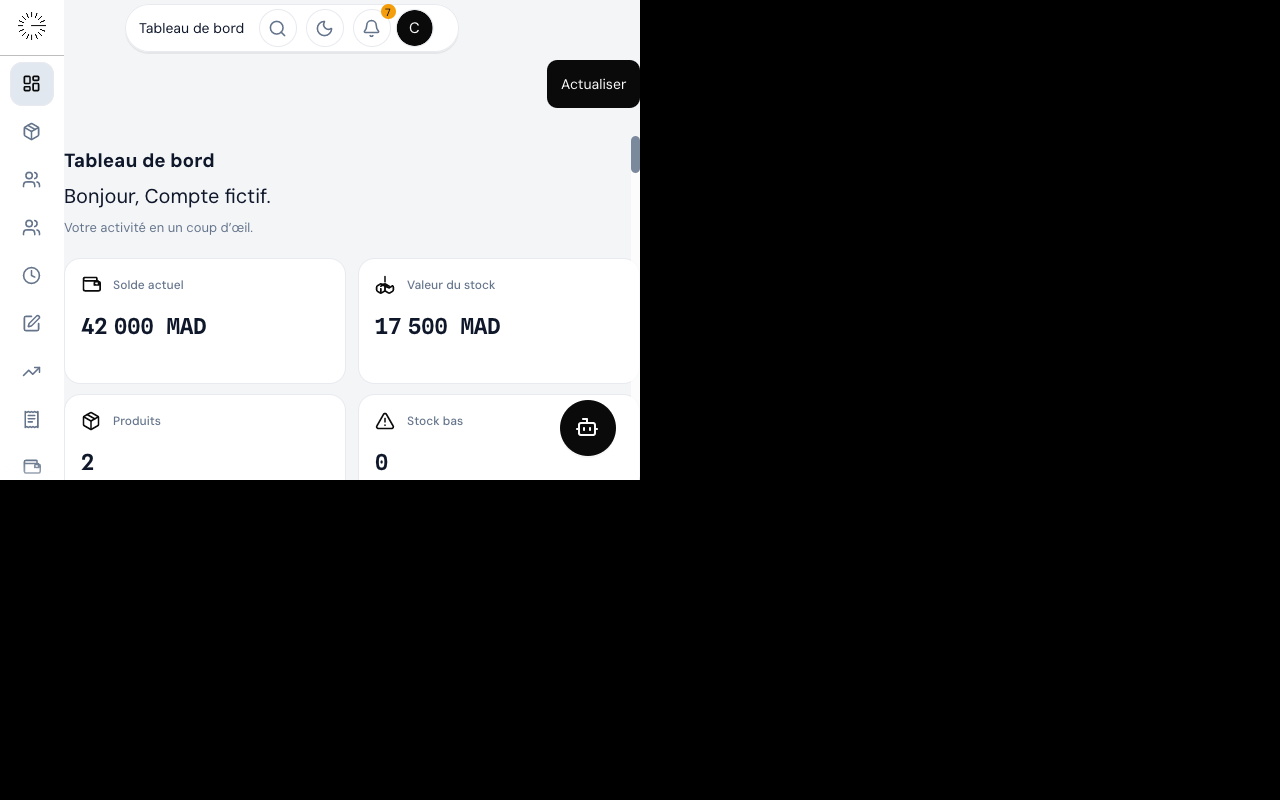 Tableau de bord
7
C
Actualiser
Tableau de bord
Bonjour, Compte fictif.
Votre activité en un coup d’œil.
Solde actuel
42 000 MAD
Valeur du stock
17 500 MAD
Produits
2
Stock bas
0